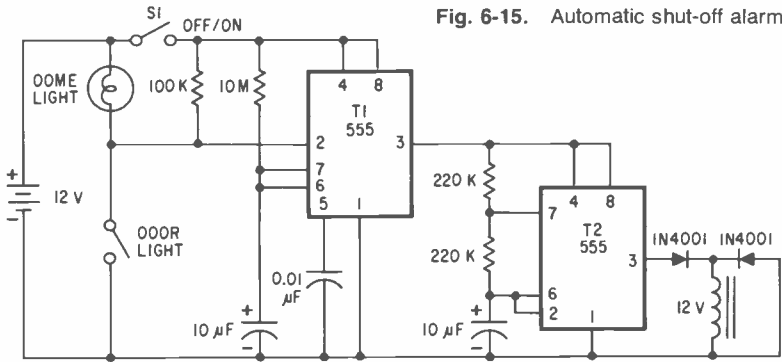 Fig. 6-15. Automatic shut-off alarm
S1
OFF/ON
DOME
LIGHT
100K
10M
4
8
T1
555
2
3
7
6
5
1
+
12 V
-
DOOR
LIGHT
0.01
µF
+
10 µF
-
220 K
220 K
4
8
T2
555
7
3
6
2
1
+
10 µF
-
1N4001
1N4001
12 V